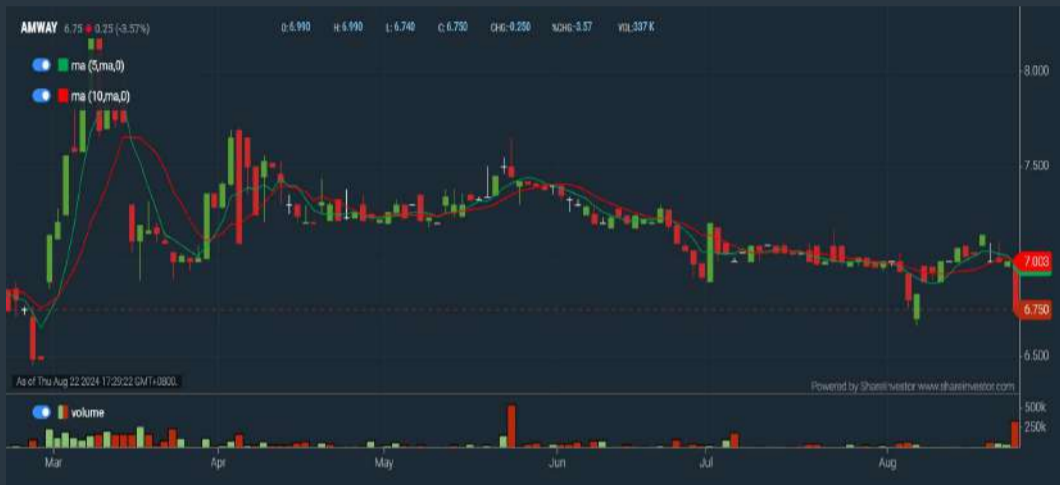 AMWAY 6.75 0.25 (-3.57%) O: 6.990 H: 6.990 L: 6.740 C: 6.750 CHG:-0.250 %CHG:-3.57 VOL:337 K
ma (5,ma,0)
ma (10,ma,0)
8.000
7.500
7.003
6.750
6.500
As of Thu Aug 22 2024 17:29:22 GMT+0800.
Powered by ShareInvestor www.shareinvestor.com
volume
500k
250k
Mar Apr May Jun Jul Aug